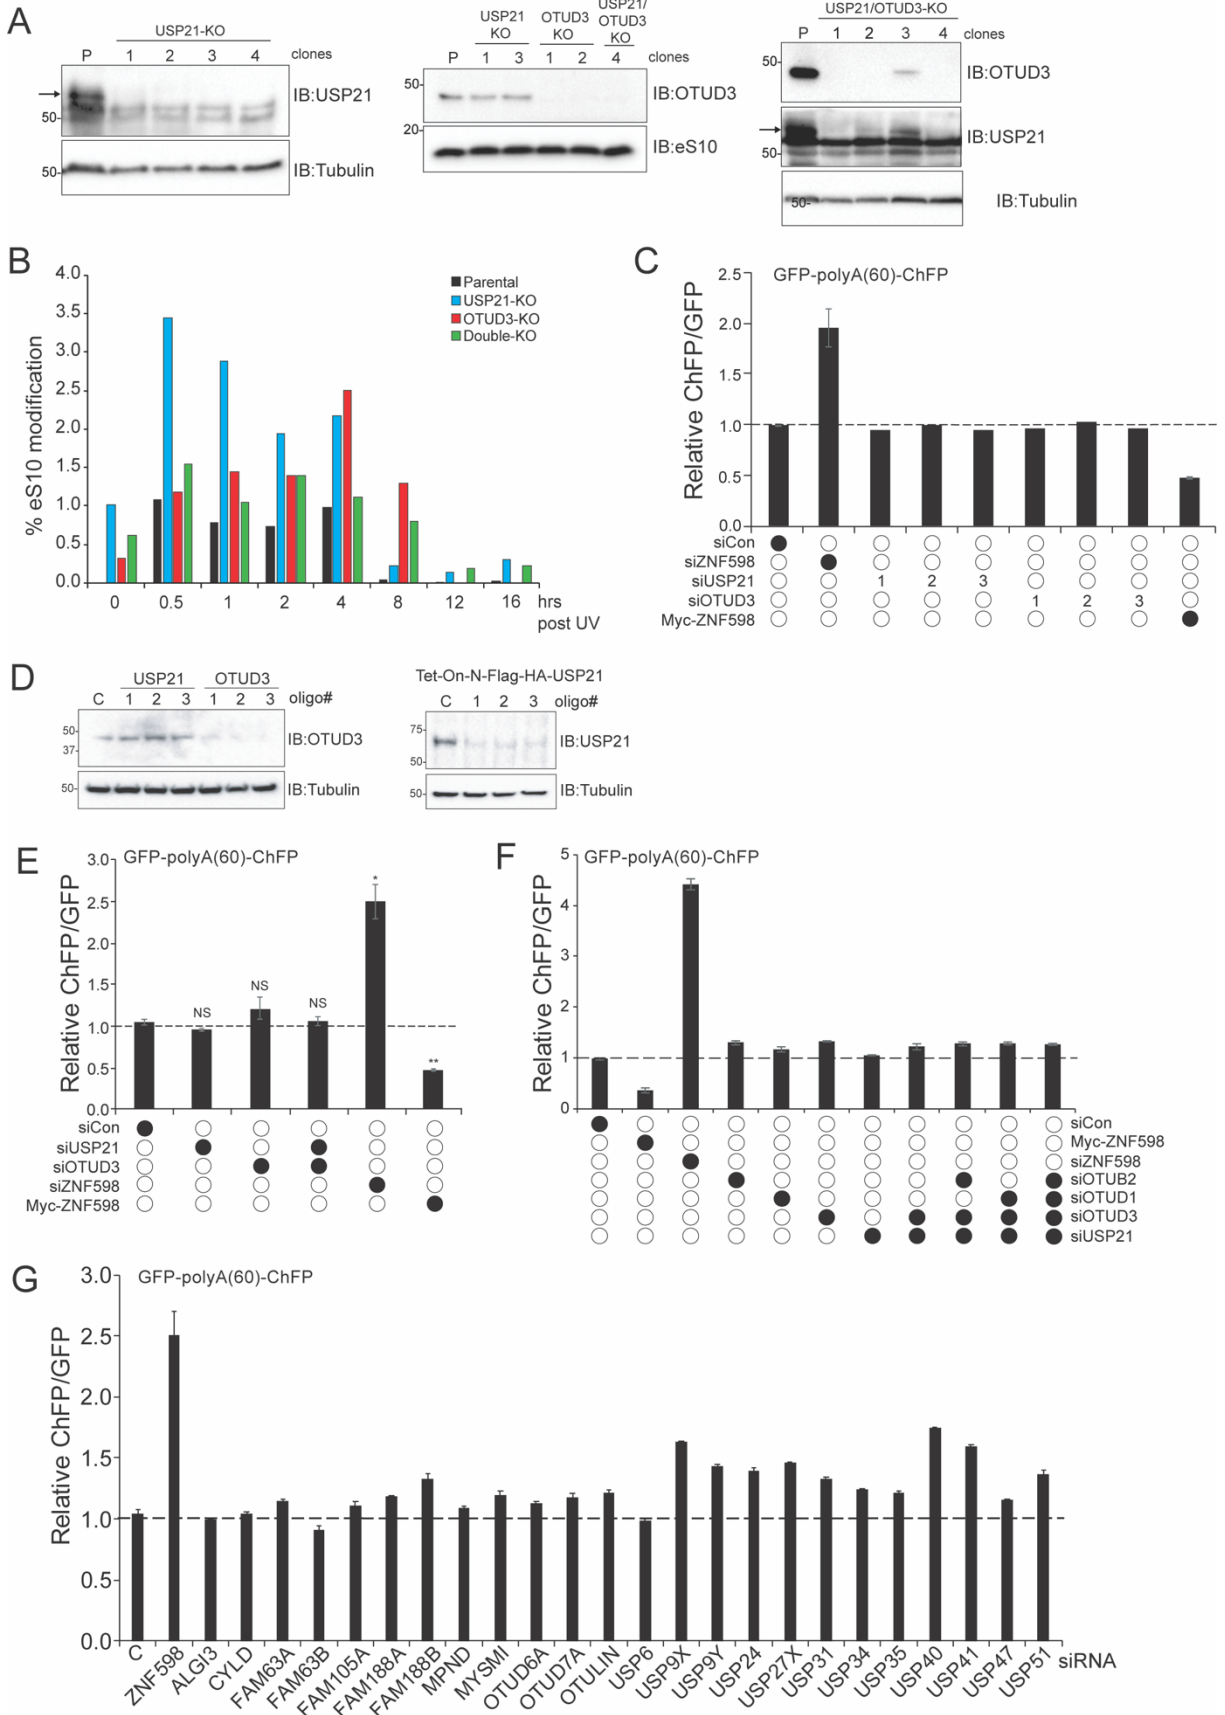 A
USP21-KO
P 1 2 3 4 clones
IB:USP21
50-
50-
IB:Tubulin
USP21 KO
OTUD3 KO
USP21/ OTUD3 KO
P 1 3 1 2 4 clones
50-
IB:OTUD3
20-
IB:eS10
USP21/OTUD3-KO
P 1 2 3 4 clones
50-
IB:OTUD3
IB:USP21
50-
50-
IB:Tubulin
B
4.0
3.5
3.0
2.5
2.0
1.5
1.0
0.5
0.0
% eS10 modification
Parental
USP21-KO
OTUD3-KO
Double-KO
0 0.5 1 2 4 8 12 16 hrs
post UV
C
GFP-polyA(60)-ChFP
2.5
2.0
1.5
1.0
0.5
0.0
Relative ChFP/GFP
siCon
siZNF598
siUSP21 1 2 3
siOTUD3 1 2 3
Myc-ZNF598
D
USP21 OTUD3
C 1 2 3 1 2 3 oligo#
50-
37-
IB:OTUD3
50-
IB:Tubulin
Tet-On-N-Flag-HA-USP21
C 1 2 3 oligo#
75-
IB:USP21
50-
50-
IB:Tubulin
E
GFP-polyA(60)-ChFP
3.0
2.5
2.0
1.5
1.0
0.5
0.0
Relative ChFP/GFP
NS NS NS * **
siCon
siUSP21
siOTUD3
siZNF598
Myc-ZNF598
F
GFP-polyA(60)-ChFP
5
4
3
2
1
0
Relative ChFP/GFP
siCon
Myc-ZNF598
siZNF598
siOTUB2
siOTUD1
siOTUD3
siUSP21
G
GFP-polyA(60)-ChFP
3.0
2.5
2.0
1.5
1.0
0.5
0.0
Relative ChFP/GFP
C
ZNF598
ALGI3
CYLD
FAM63A
FAM63B
FAM105A
FAM188A
FAM188B
MPND
MYSMI
OTUD6A
OTUD7A
OTULIN
USP6
USP9X
USP9Y
USP24
USP27X
USP31
USP34
USP35
USP40
USP41
USP47
USP51
siRNA